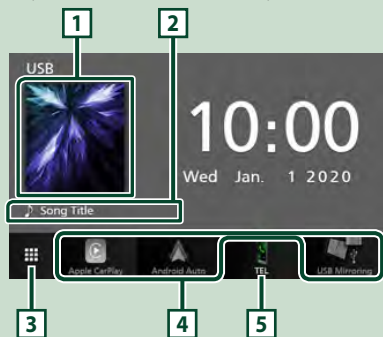 1 2
USB
10:00
Wed Jan. 1 2020
♪ Song Title
Apple CarPlay Android Auto TEL USB Mirroring
3 4 5